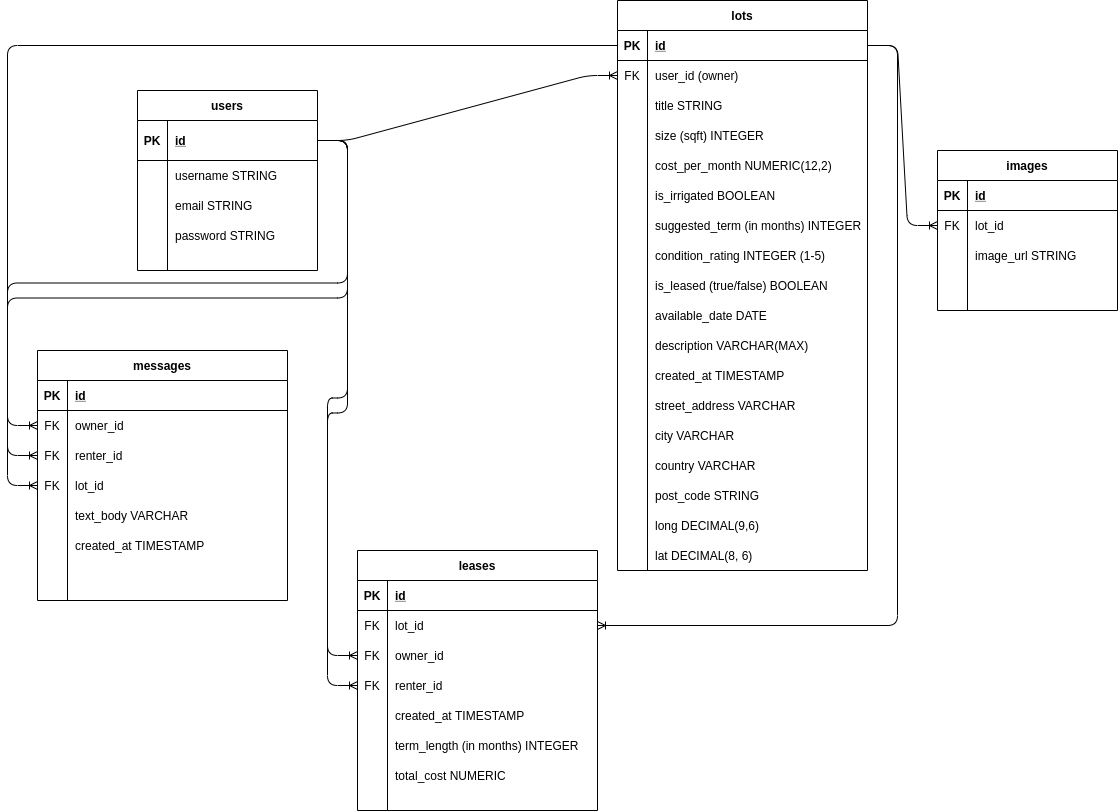 lots
PK id
FK user_id (owner)
title STRING
size (sqft) INTEGER
cost_per_month NUMERIC(12,2)
is_irrigated BOOLEAN
suggested_term (in months) INTEGER
condition_rating INTEGER (1-5)
is_leased (true/false) BOOLEAN
available_date DATE
description VARCHAR(MAX)
created_at TIMESTAMP
street_address VARCHAR
city VARCHAR
country VARCHAR
post_code STRING
long DECIMAL(9,6)
lat DECIMAL(8, 6)
users
PK id
username STRING
email STRING
password STRING
images
PK id
FK lot_id
image_url STRING
messages
PK id
FK owner_id
FK renter_id
FK lot_id
text_body VARCHAR
created_at TIMESTAMP
leases
PK id
FK lot_id
FK owner_id
FK renter_id
created_at TIMESTAMP
term_length (in months) INTEGER
total_cost NUMERIC